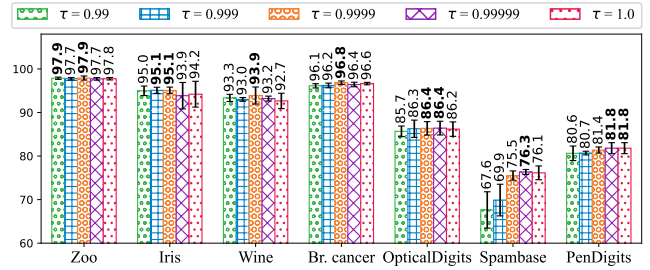 τ = 0.99 τ = 0.999 τ = 0.9999 τ = 0.99999 τ = 1.0
97.9 97.7 97.9 97.7 97.8 95.0 95.1 95.1 93.9 94.2 93.3 93.0 93.9 93.2 92.7 96.1 96.2 96.8 96.4 96.6 85.7 86.3 86.4 86.4 86.2 67.6 69.9 75.5 76.3 76.1 80.6 80.7 81.4 81.8 81.8
100
90
80
70
60
Zoo Iris Wine Br. cancer OpticalDigits Spambase PenDigits